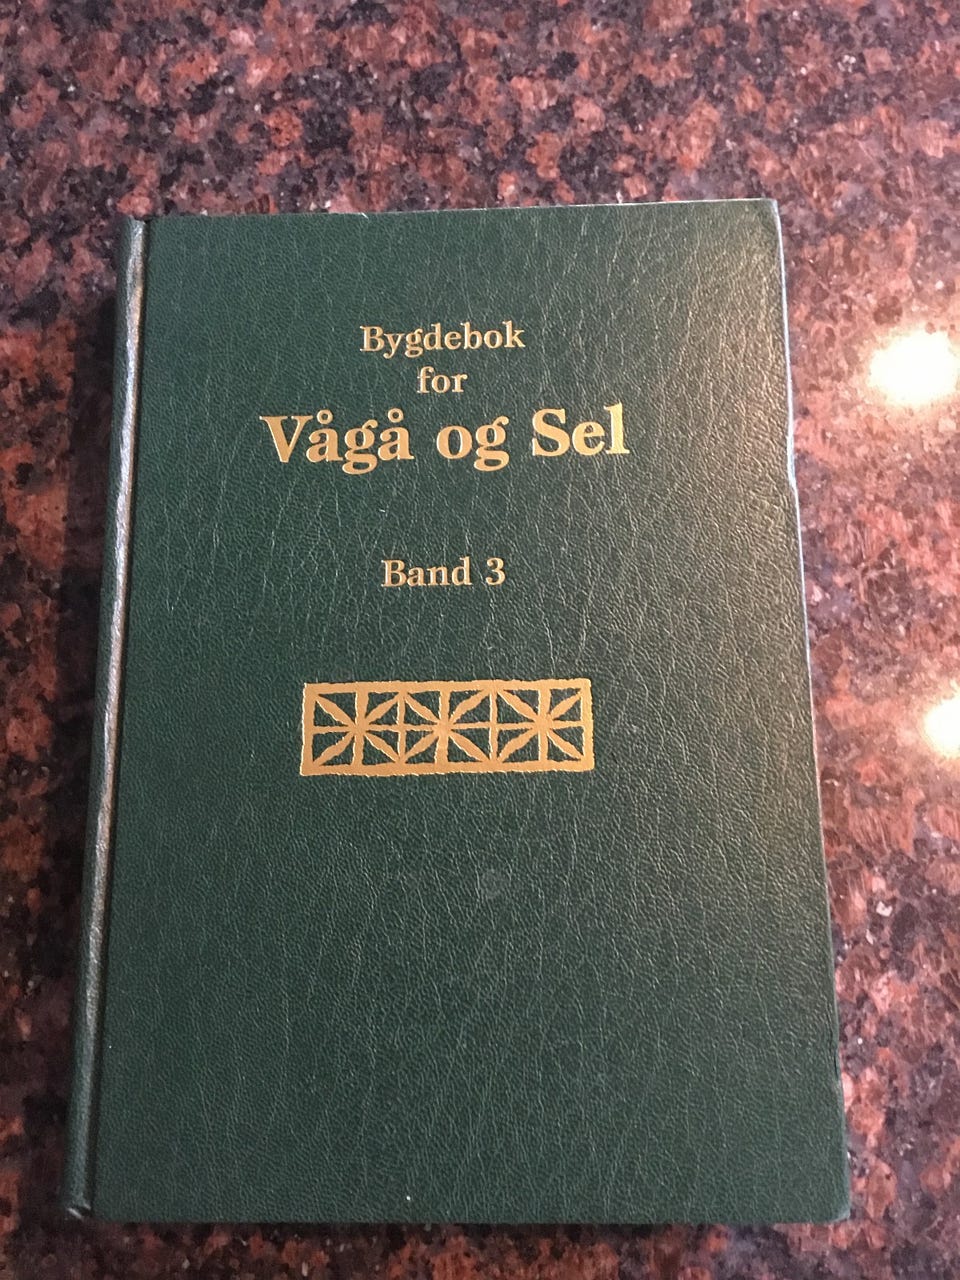 Bygdebok
for
Vågå og Sel
Band 3